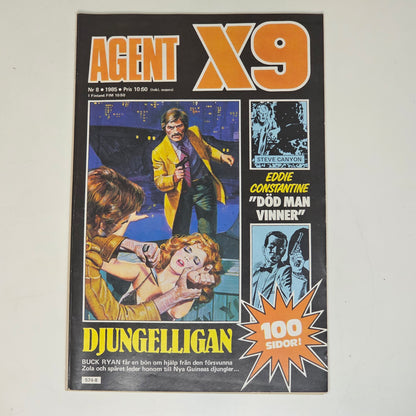 AGENT X9
Nr 8 • 1985 • Pris 10:50 (inkl. moms)
I Finland FIM 10:50
STEVE CANYON
EDDIE
CONSTANTINE
"DÖD MAN
VINNER"
100
SIDOR!
DJUNGELLIGAN
BUCK RYAN får en bön om hjälp från den försvunna
Zola och spåret leder honom till Nya Guineas djungler...
574-8